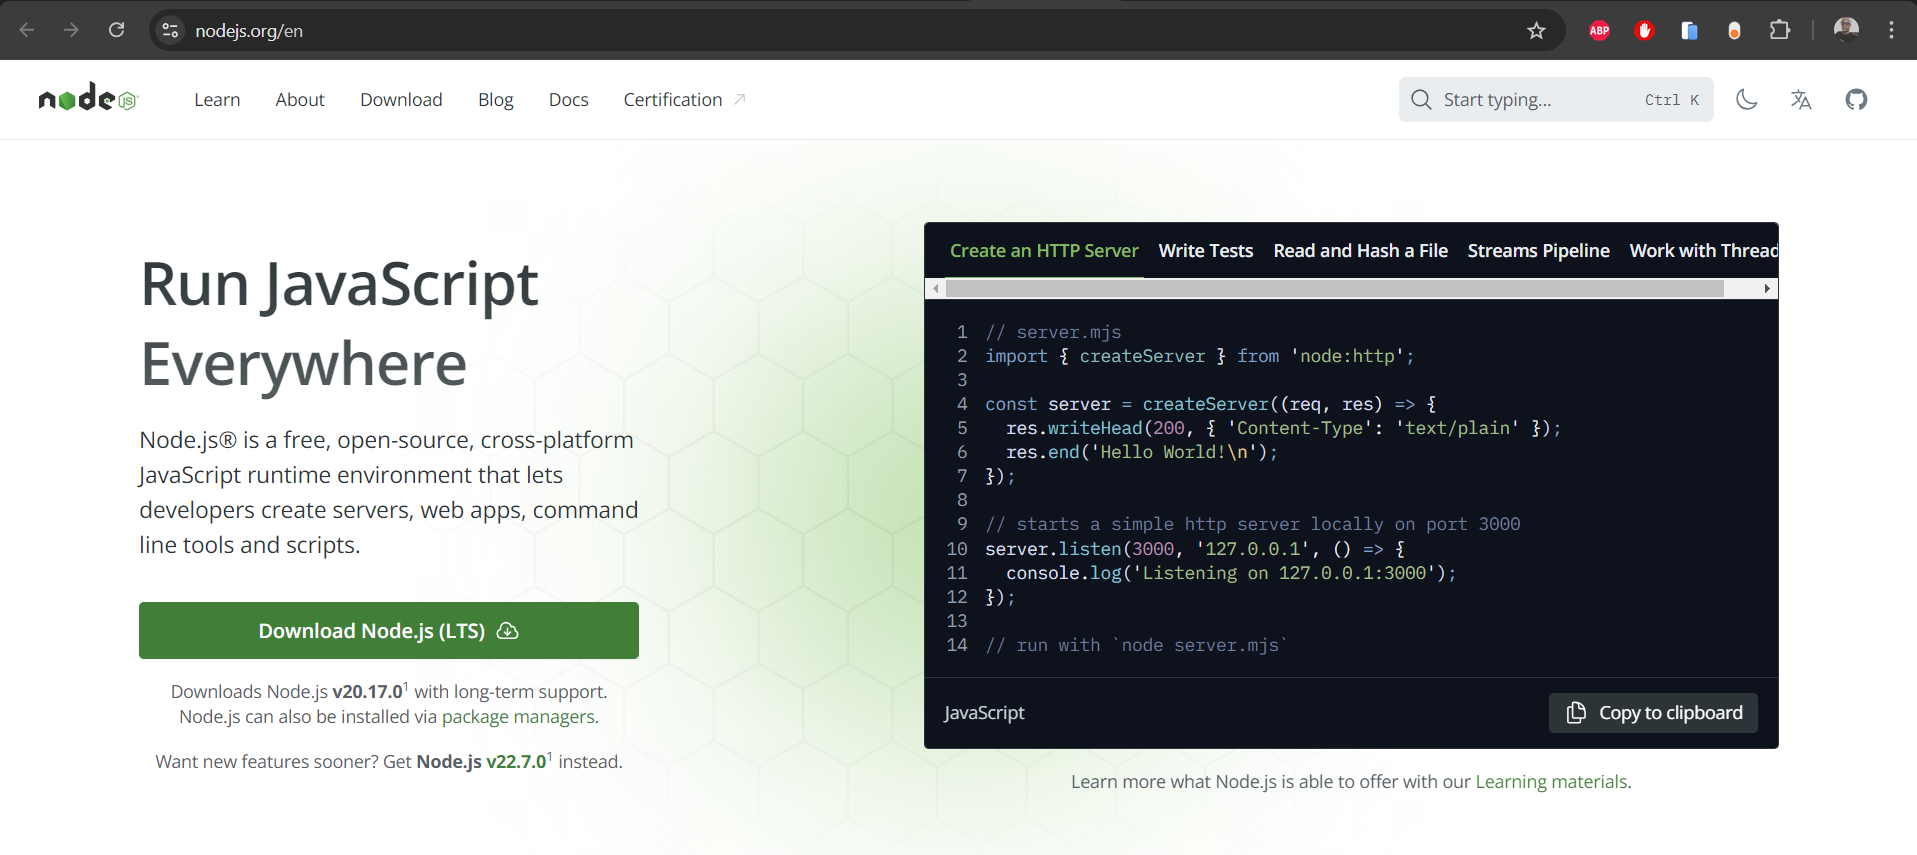 nodejs.org/en
ABP
node
JS
Learn
About
Download
Blog
Docs
Certification
Start typing...
Ctrl K
Run JavaScript
Everywhere
Node.js® is a free, open-source, cross-platform
JavaScript runtime environment that lets
developers create servers, web apps, command
line tools and scripts.
Download Node.js (LTS)
Downloads Node.js v20.17.0¹ with long-term support.
Node.js can also be installed via package managers.
Want new features sooner? Get Node.js v22.7.0¹ instead.
Create an HTTP Server
Write Tests
Read and Hash a File
Streams Pipeline
Work with Thread
1 // server.mjs
2 import { createServer } from 'node:http';
3
4 const server = createServer((req, res) => {
5   res.writeHead(200, { 'Content-Type': 'text/plain' });
6   res.end('Hello World!\n');
7 });
8
9 // starts a simple http server locally on port 3000
10 server.listen(3000, '127.0.0.1', () => {
11   console.log('Listening on 127.0.0.1:3000');
12 });
13
14 // run with `node server.mjs`
JavaScript
Copy to clipboard
Learn more what Node.js is able to offer with our Learning materials.